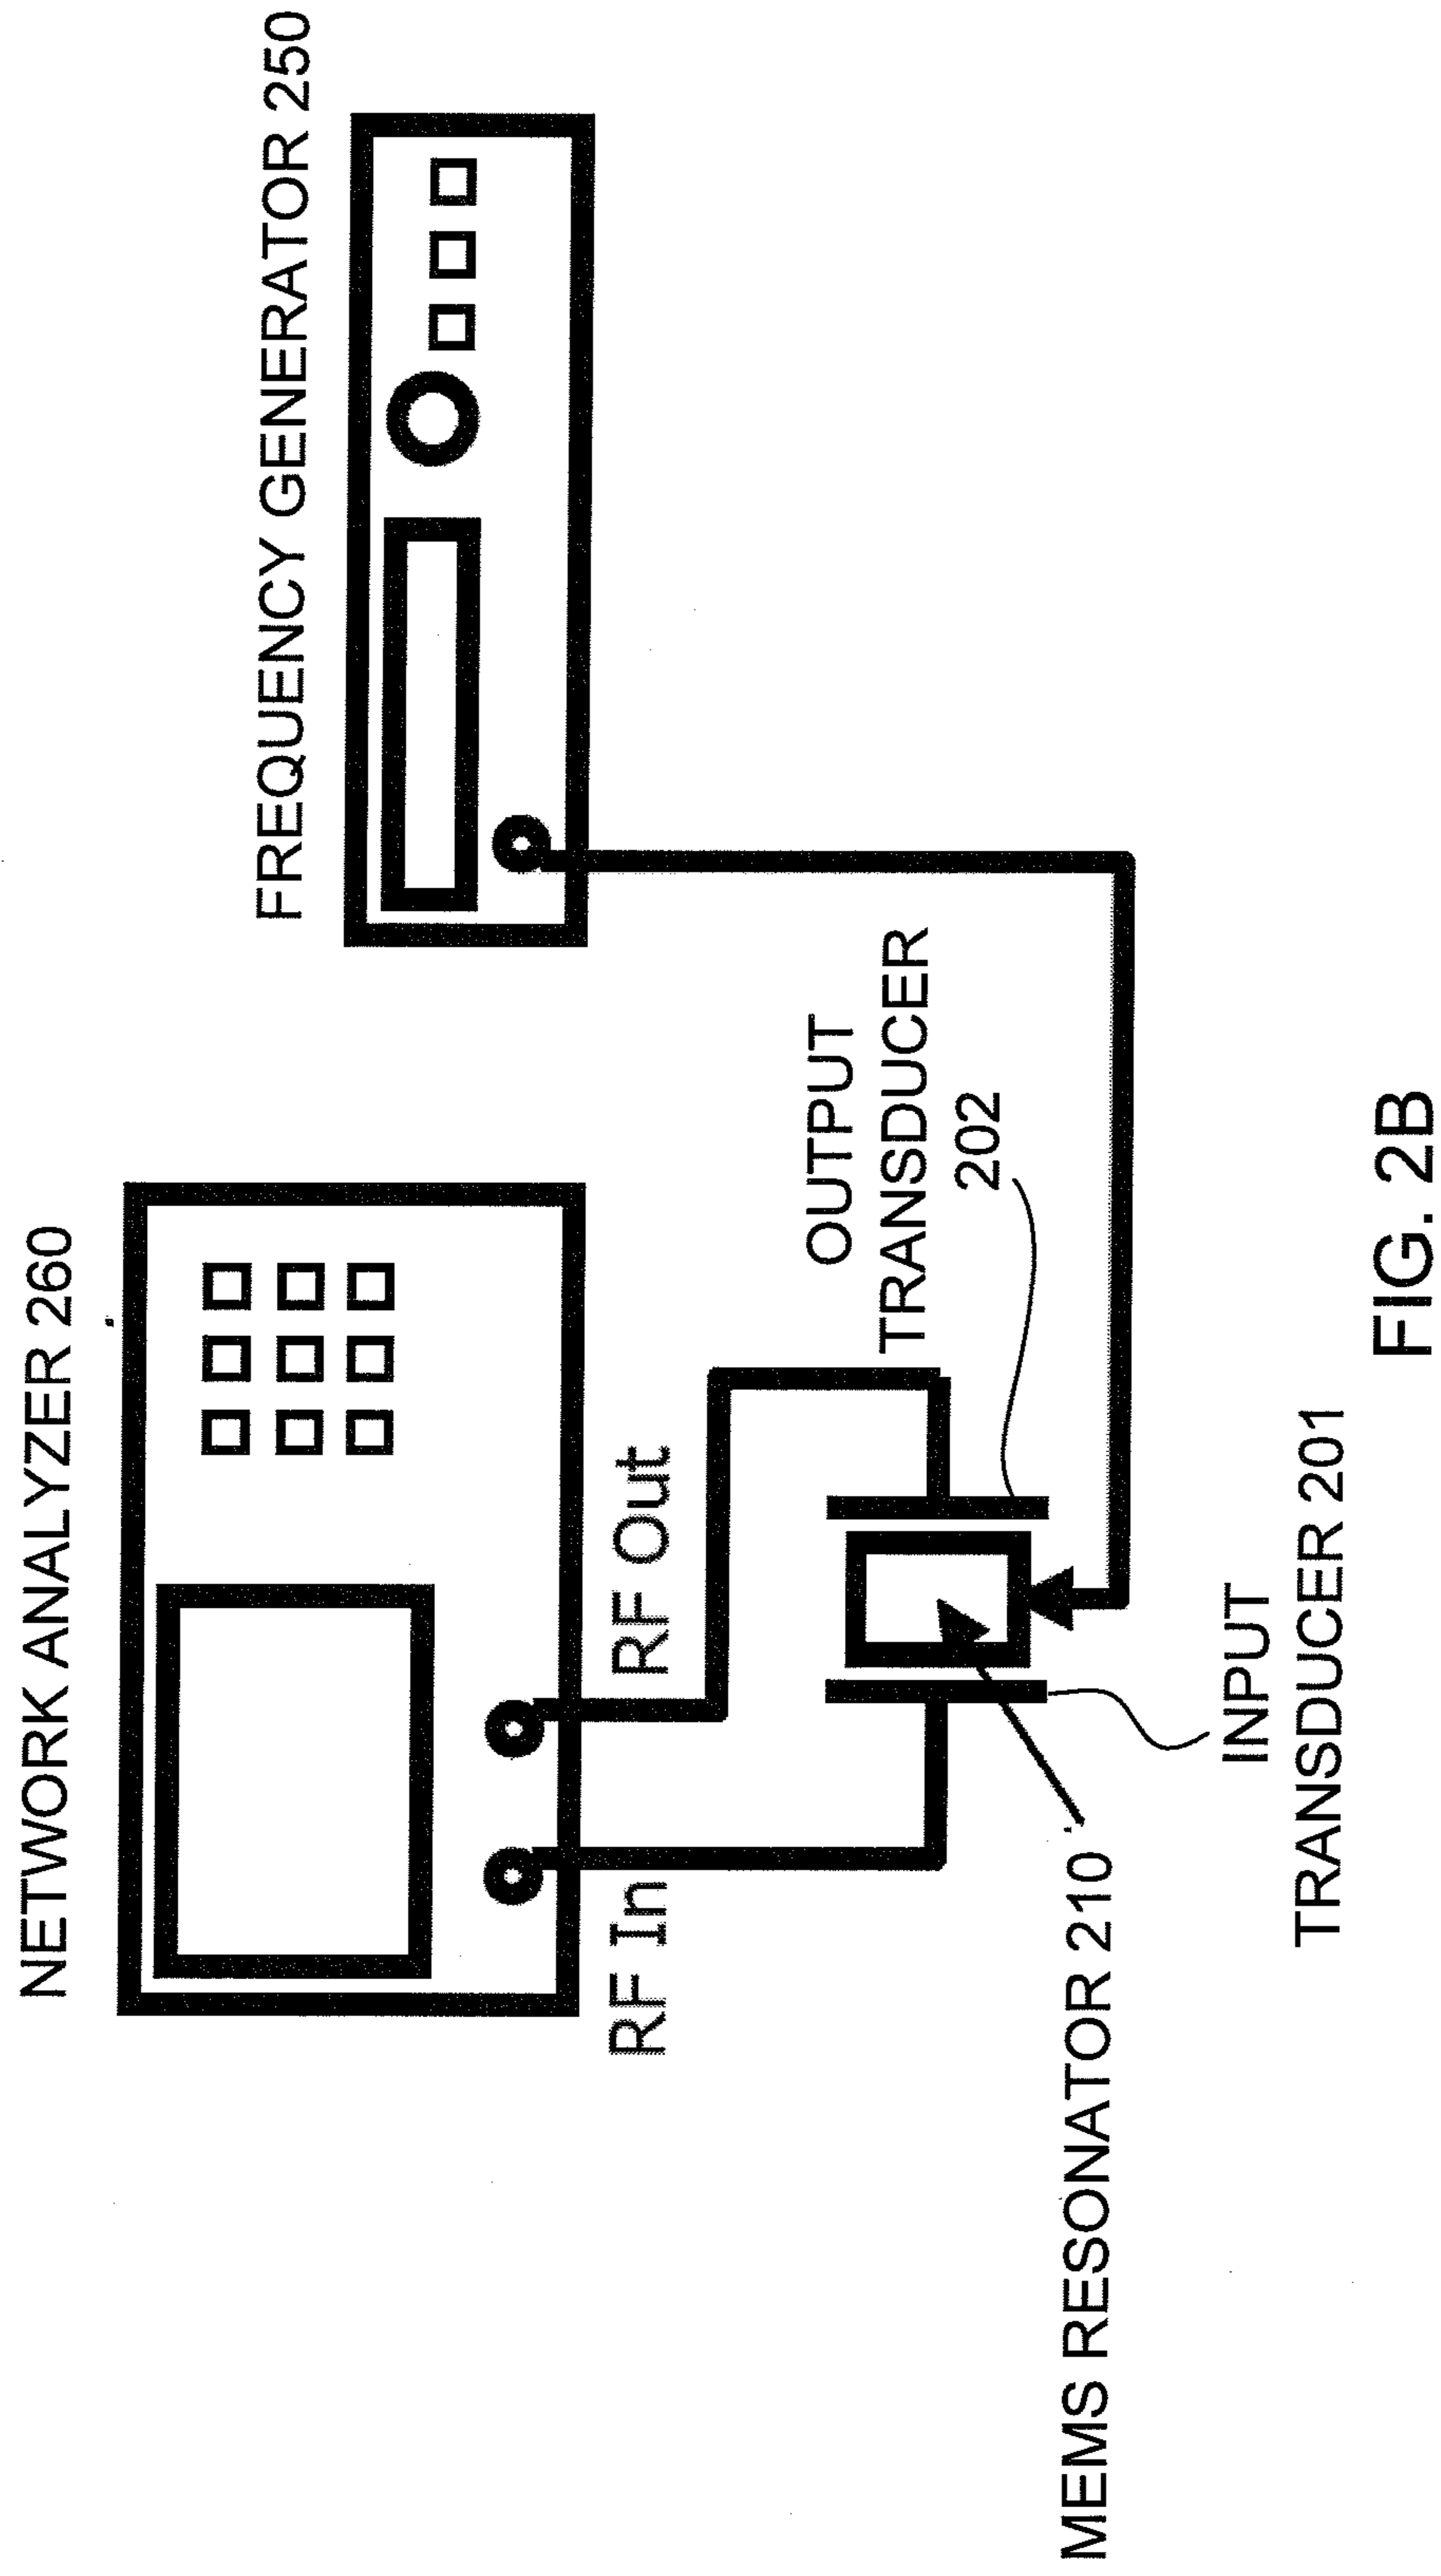 NETWORK ANALYZER 260
FREQUENCY GENERATOR 250
RF In
RF Out
OUTPUT
TRANSDUCER
202
MEMS RESONATOR 210
INPUT
TRANSDUCER 201
FIG. 2B